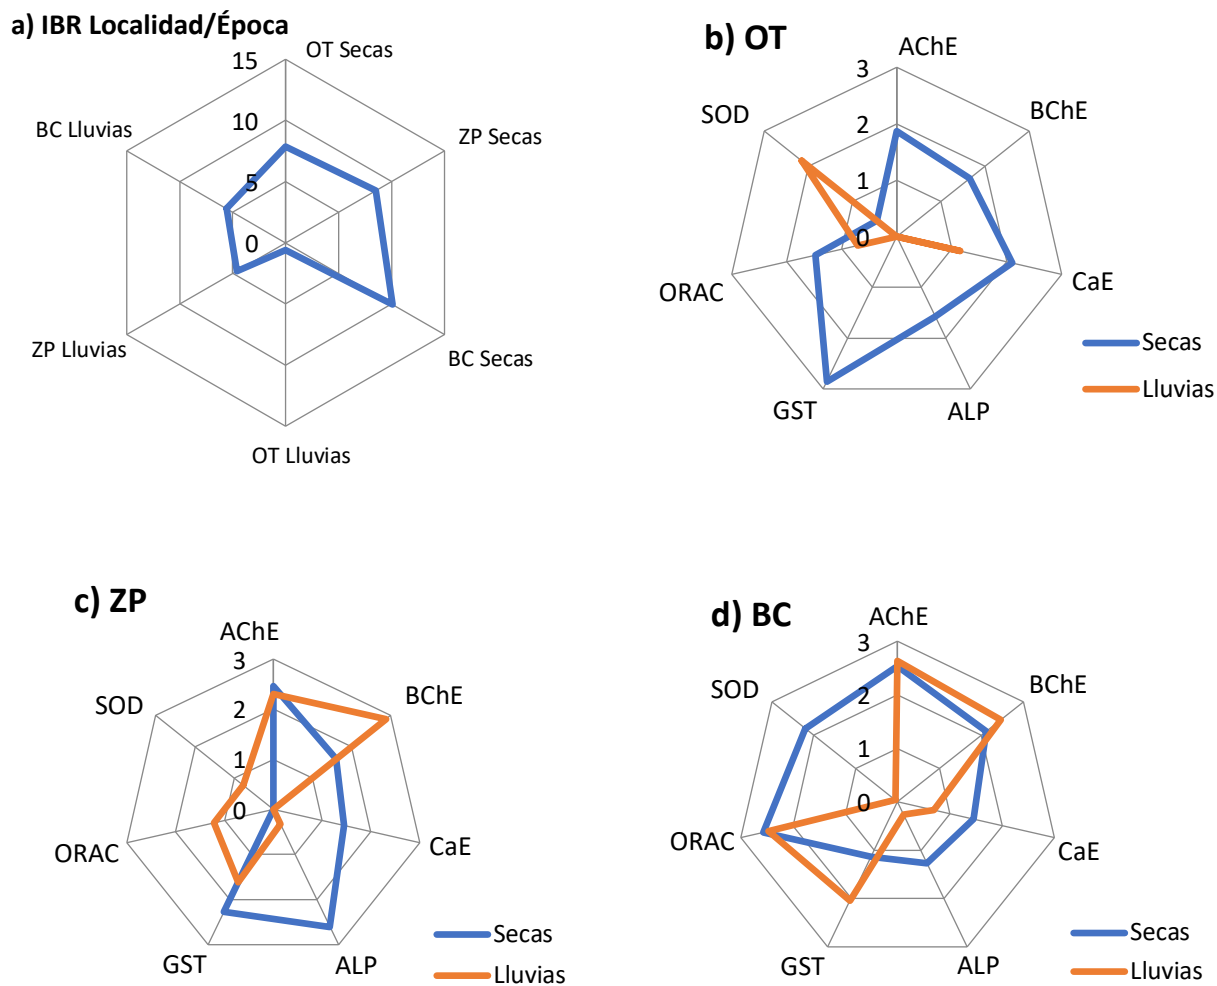 a) IBR Localidad/Época
OT Secas
15
BC Lluvias
10
ZP Secas
5
0
ZP Lluvias
BC Secas
OT Lluvias
b) OT
AChE
3
SOD
BChE
2
1
0
ORAC
CaE
GST
ALP
Secas
Lluvias
c) ZP
AChE
3
BChE
SOD
2
1
0
ORAC
CaE
GST
ALP
Secas
Lluvias
d) BC
AChE
3
SOD
BChE
2
1
0
ORAC
CaE
GST
ALP
Secas
Lluvias